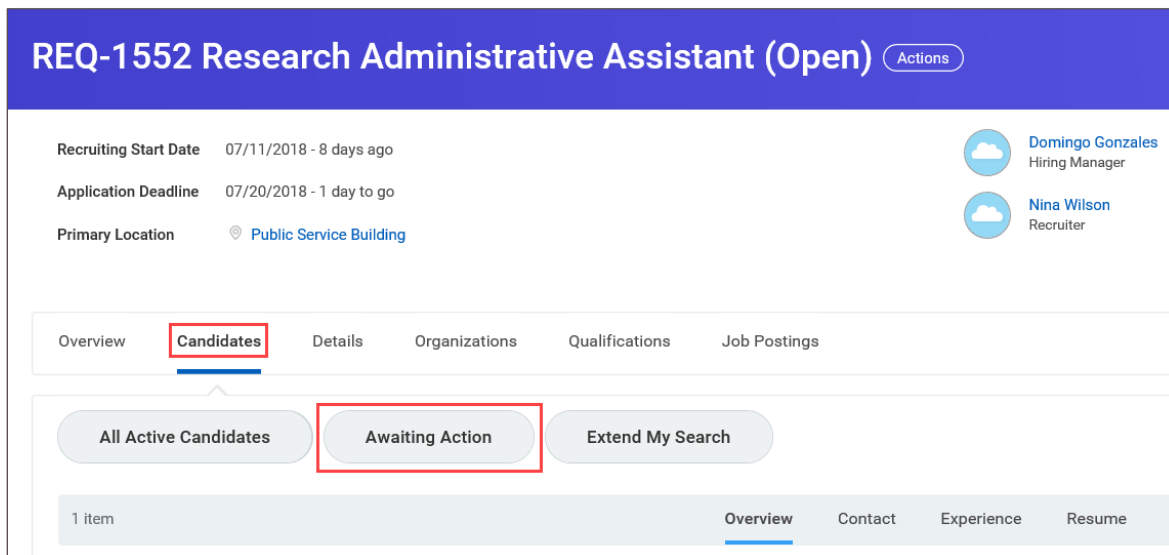 REQ-1552 Research Administrative Assistant (Open) Actions
Recruiting Start Date 07/11/2018 - 8 days ago
Application Deadline 07/20/2018 - 1 day to go
Primary Location Public Service Building
Domingo Gonzales
Hiring Manager
Nina Wilson
Recruiter
Overview Candidates Details Organizations Qualifications Job Postings
All Active Candidates Awaiting Action Extend My Search
1 item Overview Contact Experience Resume